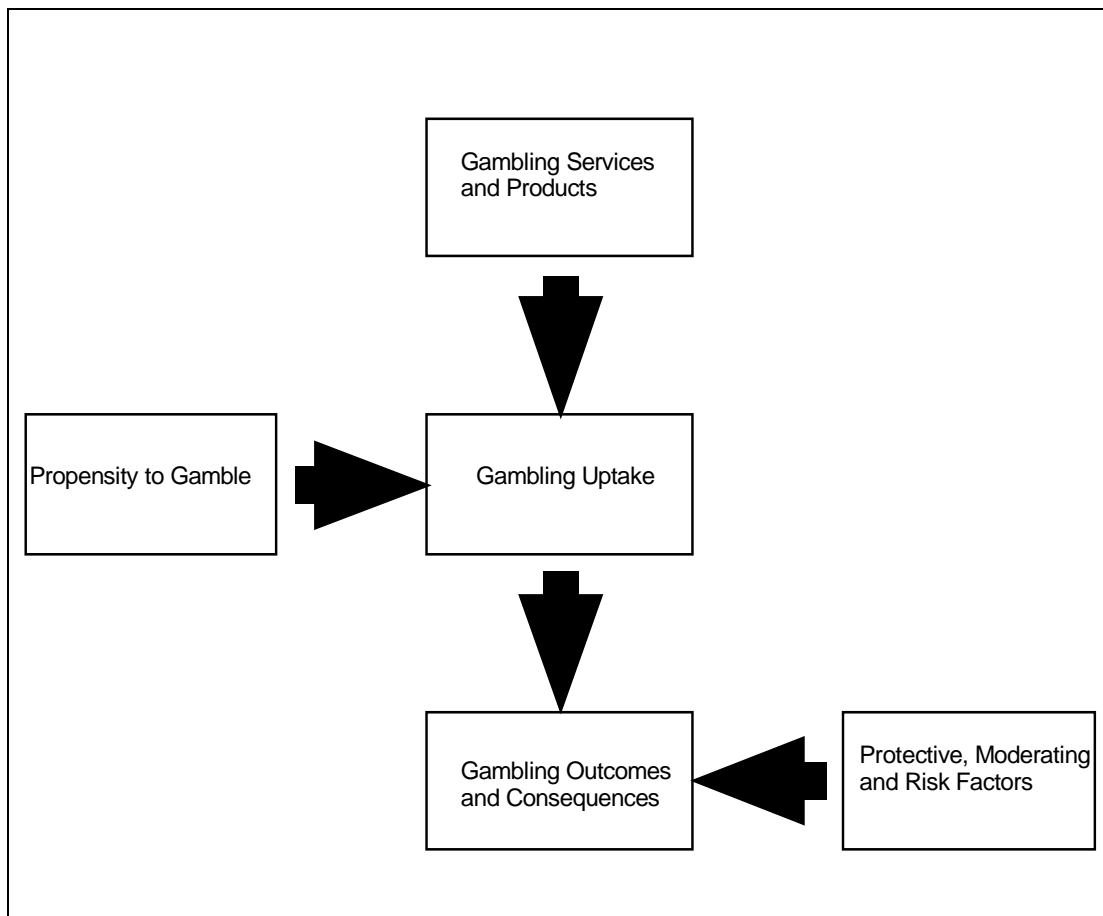 Gambling Services
and Products
Propensity to Gamble
Gambling Uptake
Gambling Outcomes
and Consequences
Protective, Moderating
and Risk Factors